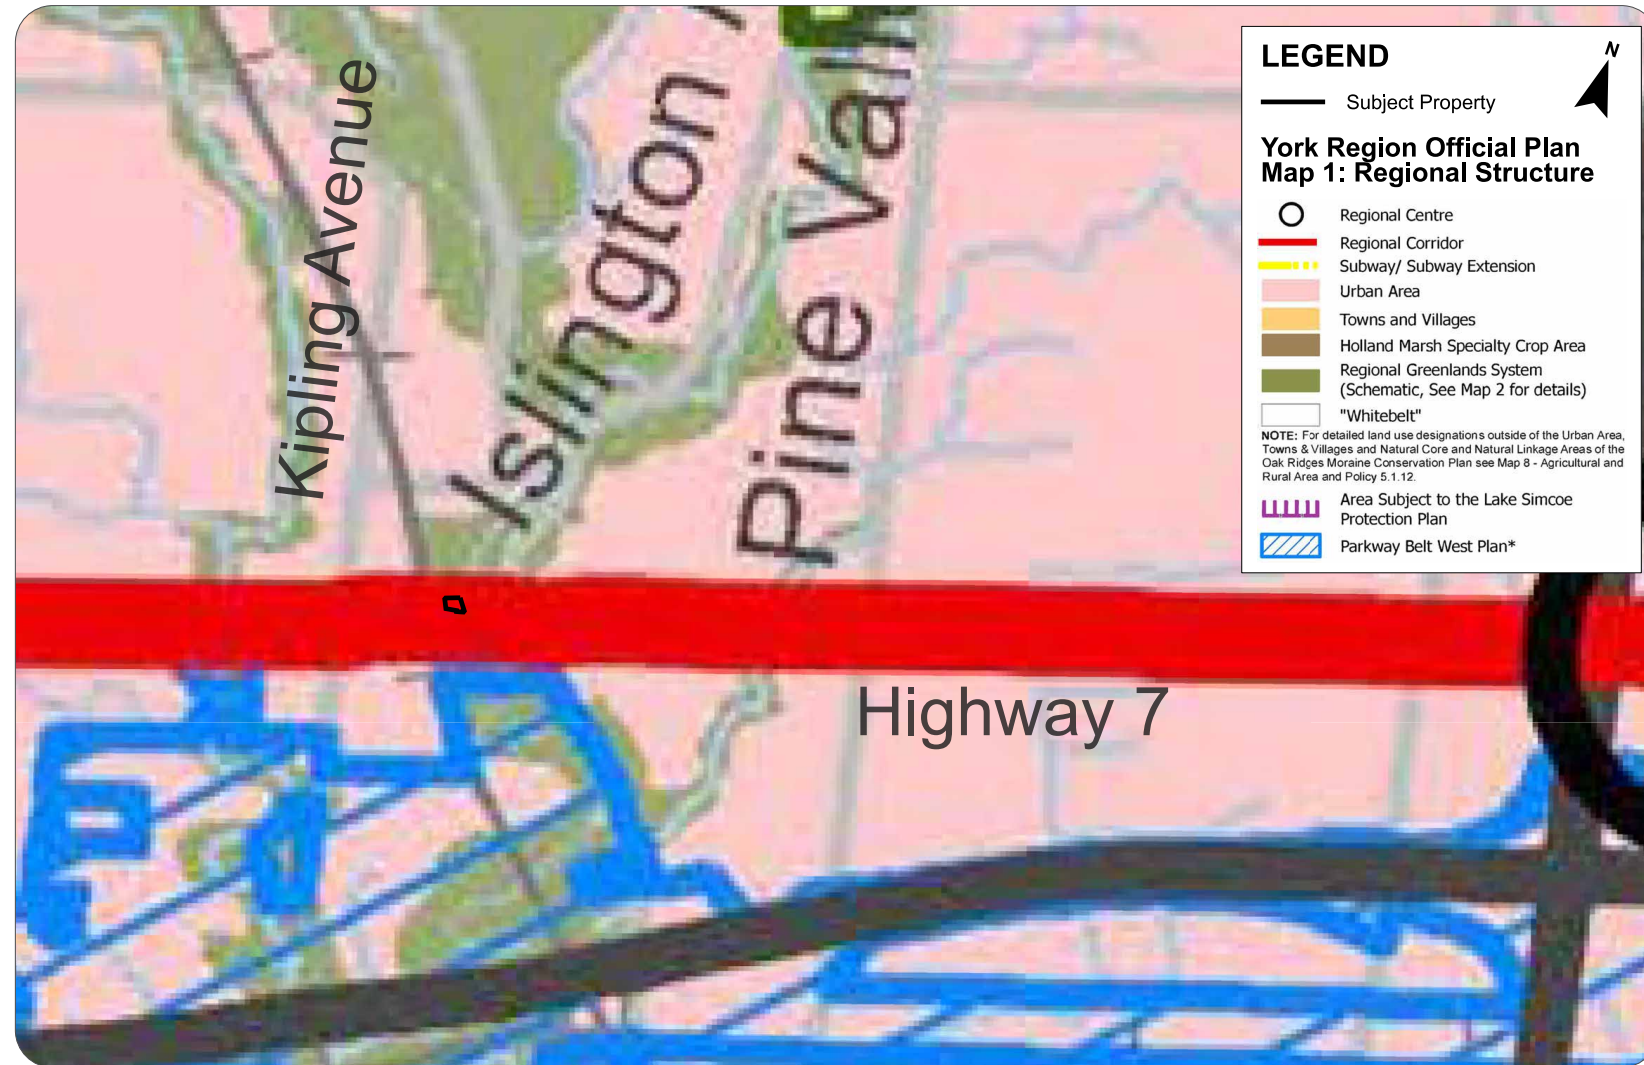 Kipling Avenue
Islington
Pine Vall
Highway 7
LEGEND
N
Subject Property
York Region Official Plan
Map 1: Regional Structure
Regional Centre
Regional Corridor
Subway/ Subway Extension
Urban Area
Towns and Villages
Holland Marsh Specialty Crop Area
Regional Greenlands System
(Schematic, See Map 2 for details)
"Whitebelt"
NOTE: For detailed land use designations outside of the Urban Area,
Towns & Villages and Natural Core and Natural Linkage Areas of the
Oak Ridges Moraine Conservation Plan see Map 8 - Agricultural and
Rural Area and Policy 5.1.12.
Area Subject to the Lake Simcoe
Protection Plan
Parkway Belt West Plan*